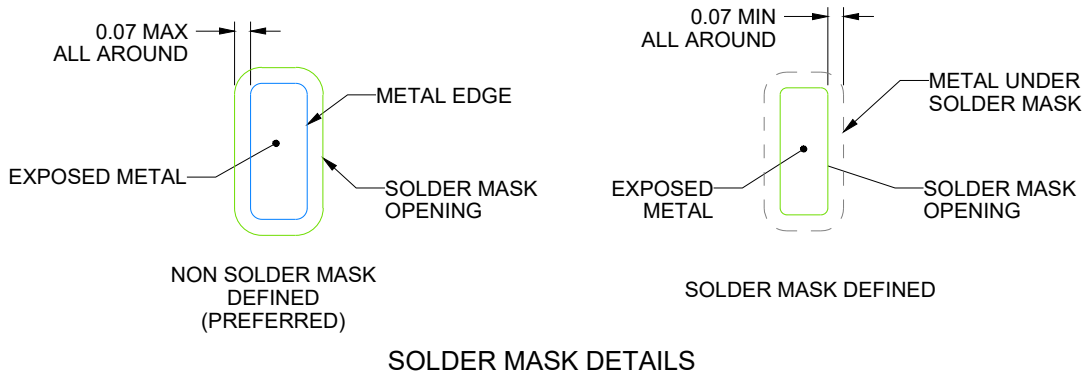 0.07 MAX
ALL AROUND
METAL EDGE
EXPOSED METAL
SOLDER MASK
OPENING
NON SOLDER MASK
DEFINED
(PREFERRED)
0.07 MIN
ALL AROUND
METAL UNDER
SOLDER MASK
EXPOSED
METAL
SOLDER MASK
OPENING
SOLDER MASK DEFINED
SOLDER MASK DETAILS